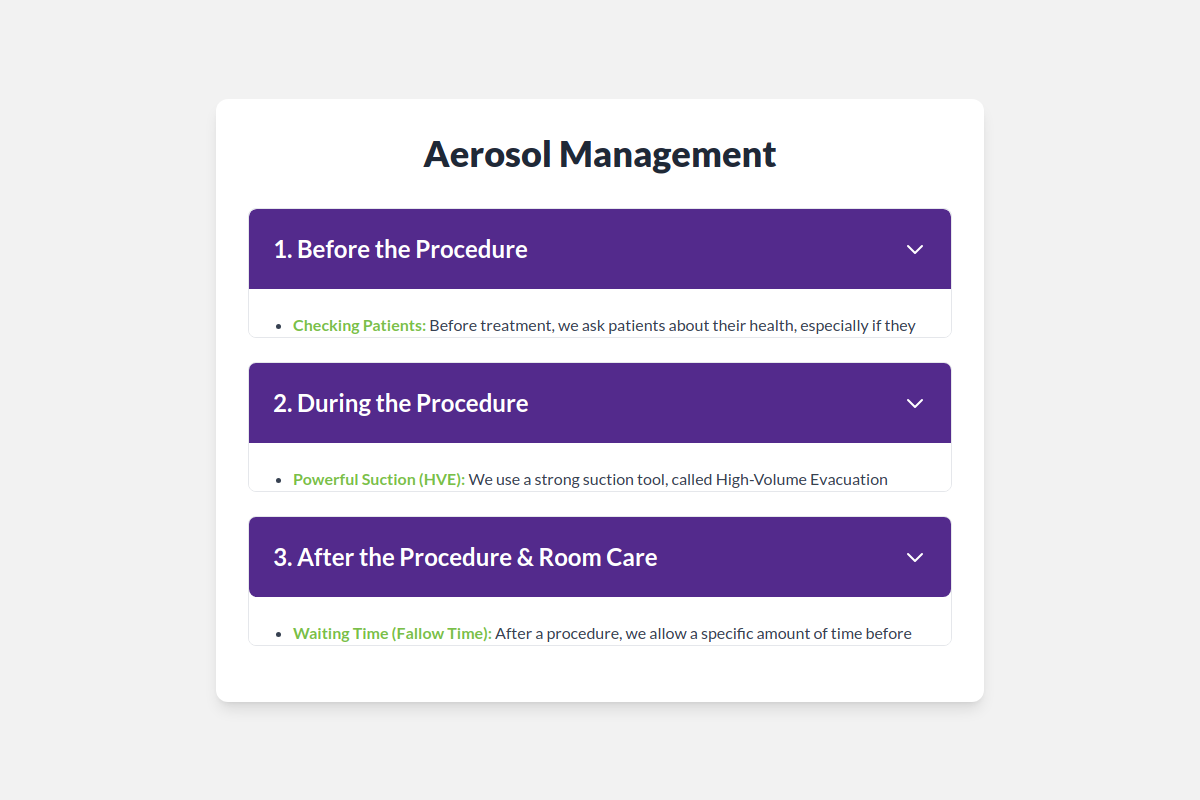 Aerosol Management
1. Before the Procedure
Checking Patients: Before treatment, we ask patients about their health, especially if they
2. During the Procedure
Powerful Suction (HVE): We use a strong suction tool, called High-Volume Evacuation
3. After the Procedure & Room Care
Waiting Time (Fallow Time): After a procedure, we allow a specific amount of time before